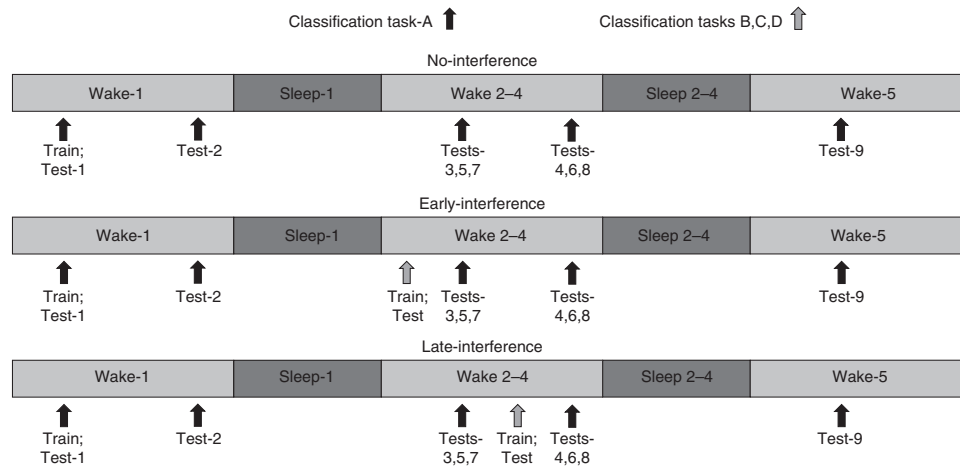 Classification task-A
Classification tasks B,C,D
No-interference
Wake-1
Sleep-1
Wake 2–4
Sleep 2–4
Wake-5
Train;
Test-1
Test-2
Tests-
3,5,7
Tests-
4,6,8
Test-9
Early-interference
Wake-1
Sleep-1
Wake 2–4
Sleep 2–4
Wake-5
Train;
Test-1
Test-2
Train;
Test
Tests-
3,5,7
Tests-
4,6,8
Test-9
Late-interference
Wake-1
Sleep-1
Wake 2–4
Sleep 2–4
Wake-5
Train;
Test-1
Test-2
Tests-
3,5,7
Train;
Test
Tests-
4,6,8
Test-9